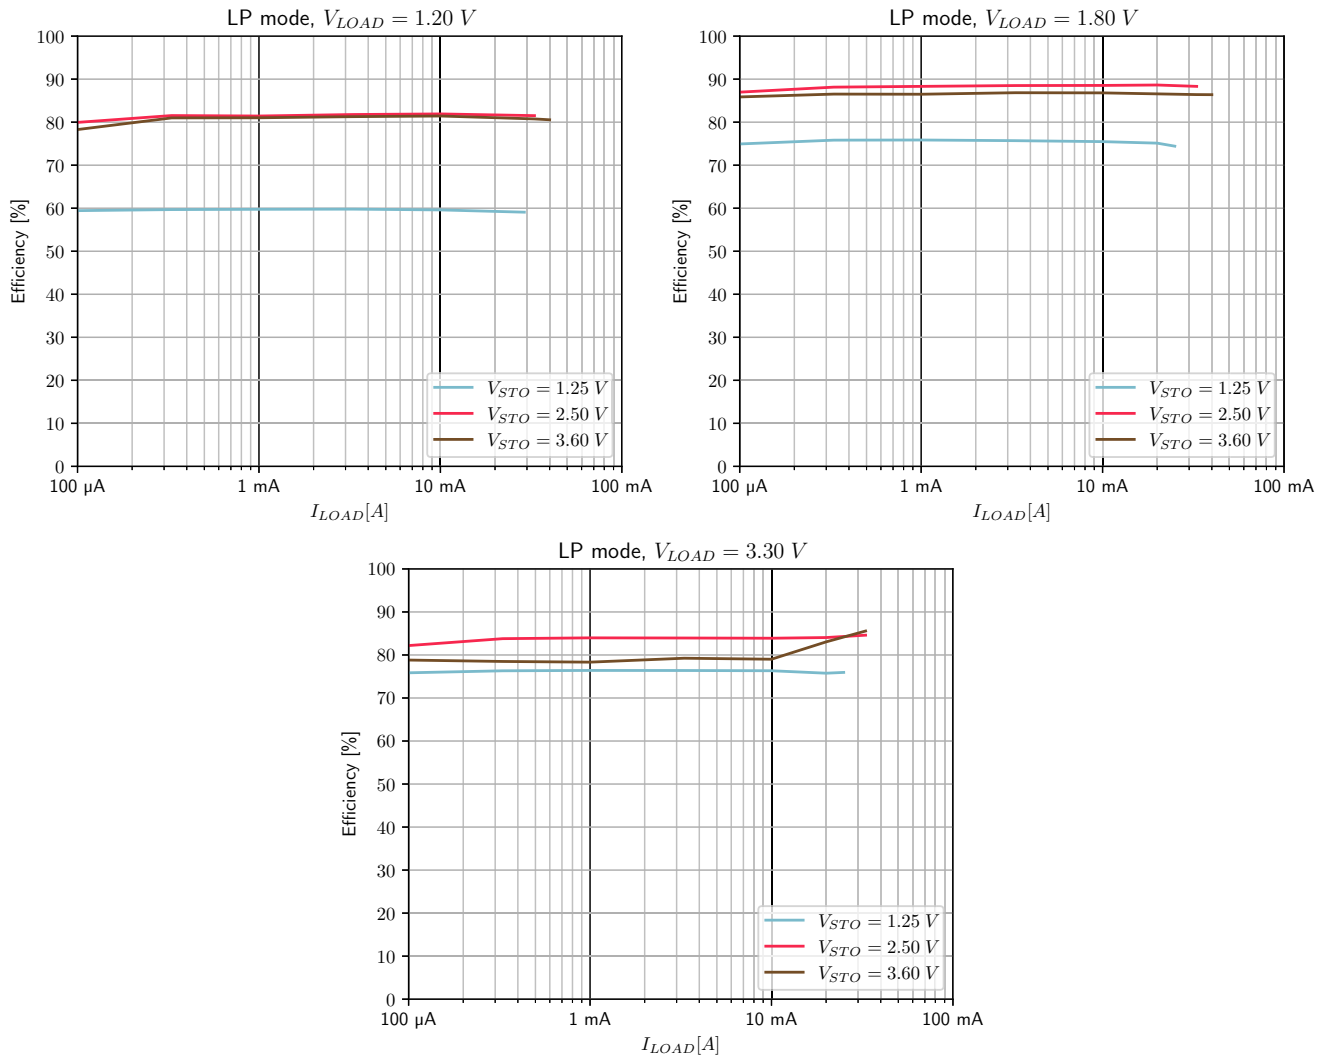 LP mode, V_LOAD = 1.20 V
100
90
80
70
60
50
40
30
20
10
0
Efficiency [%]
V_STO = 1.25 V
V_STO = 2.50 V
V_STO = 3.60 V
100 µA 1 mA 10 mA 100 mA
I_LOAD[A]
LP mode, V_LOAD = 1.80 V
100
90
80
70
60
50
40
30
20
10
0
Efficiency [%]
V_STO = 1.25 V
V_STO = 2.50 V
V_STO = 3.60 V
100 µA 1 mA 10 mA 100 mA
I_LOAD[A]
LP mode, V_LOAD = 3.30 V
100
90
80
70
60
50
40
30
20
10
0
Efficiency [%]
V_STO = 1.25 V
V_STO = 2.50 V
V_STO = 3.60 V
100 µA 1 mA 10 mA 100 mA
I_LOAD[A]